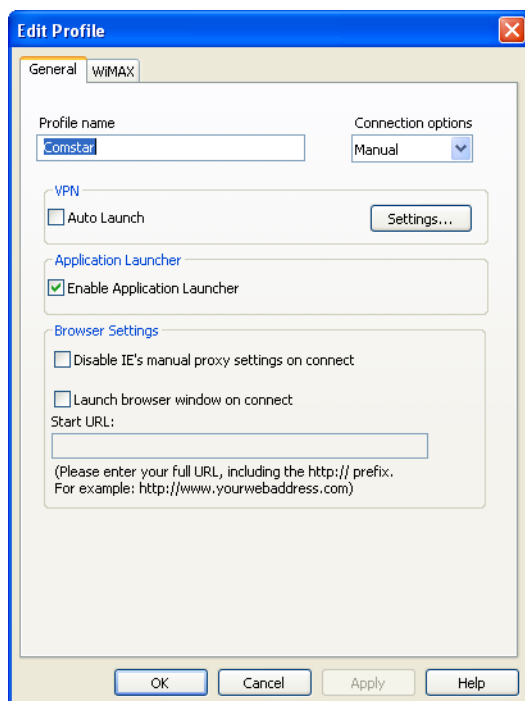 Edit Profile
General WiMAX
Profile name Connection options
Comstar Manual
VPN
Auto Launch Settings...
Application Launcher
Enable Application Launcher
Browser Settings
Disable IE's manual proxy settings on connect
Launch browser window on connect
Start URL:
(Please enter your full URL, including the http:// prefix.
For example: http://www.yourwebaddress.com)
OK Cancel Apply Help